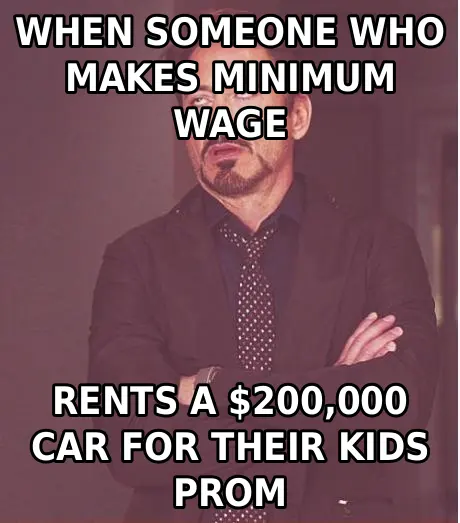 WHEN SOMEONE WHO
MAKES MINIMUM
WAGE
RENTS A $200,000
CAR FOR THEIR KIDS
PROM